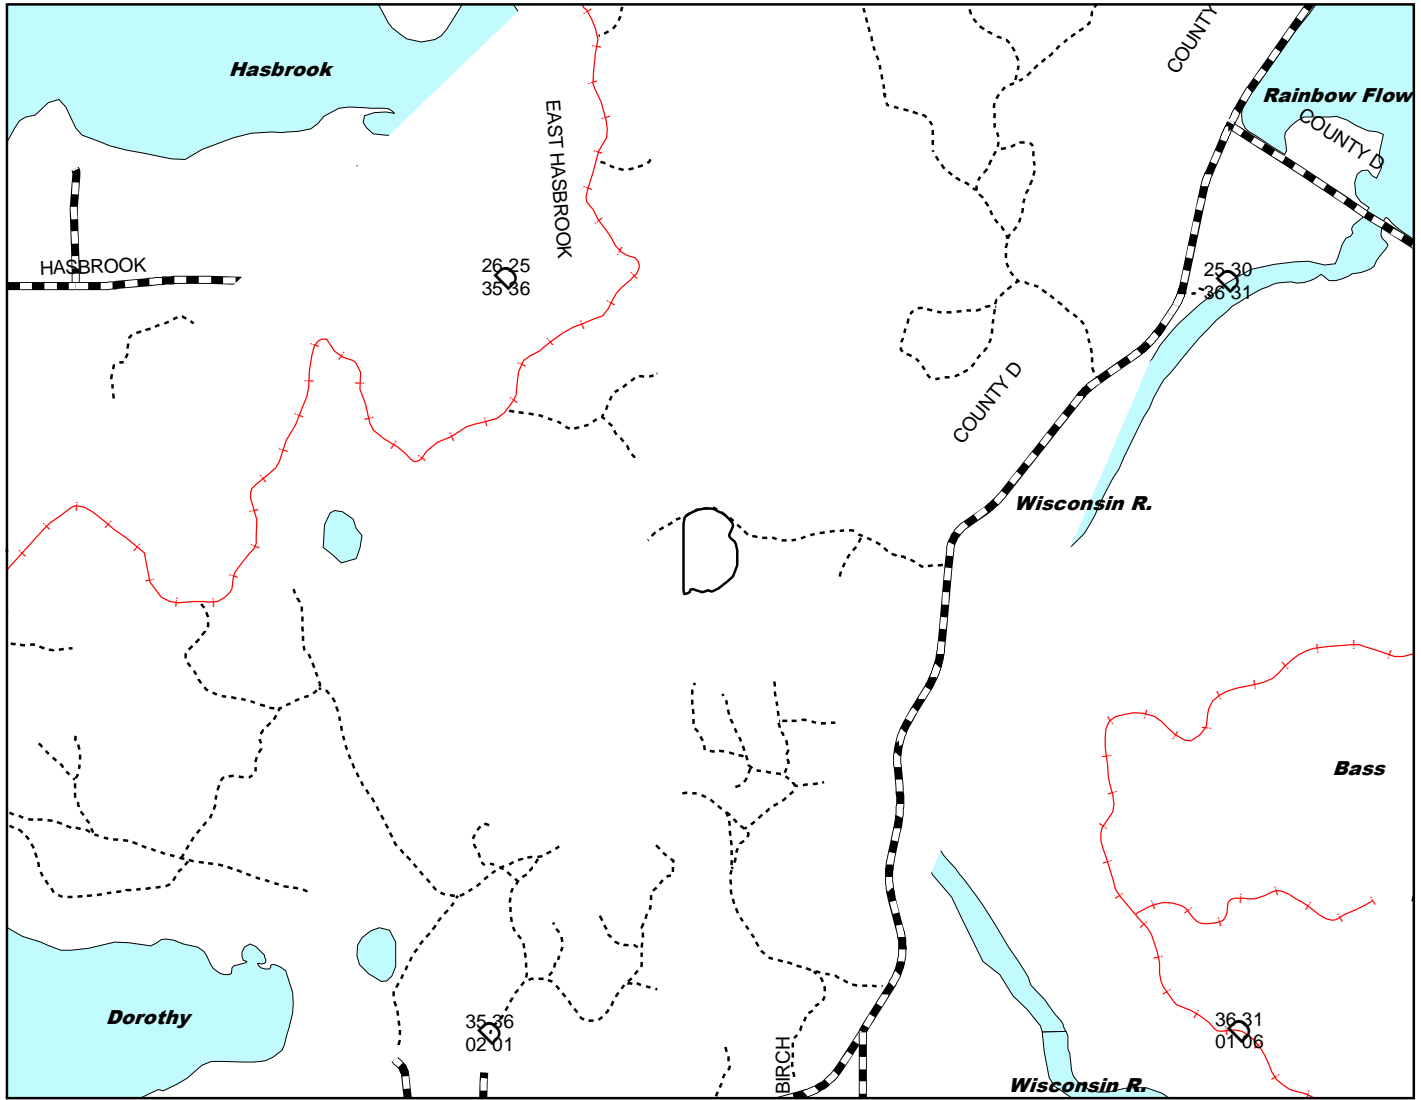 COUNTY
Hasbrook
Rainbow Flow
COUNTY D
EAST HASBROOK
HASBROOK
26 25
35 36
25 30
36 31
COUNTY D
Wisconsin R.
Bass
Dorothy
35 36
02 01
36 31
01 06
BIRCH
Wisconsin R.